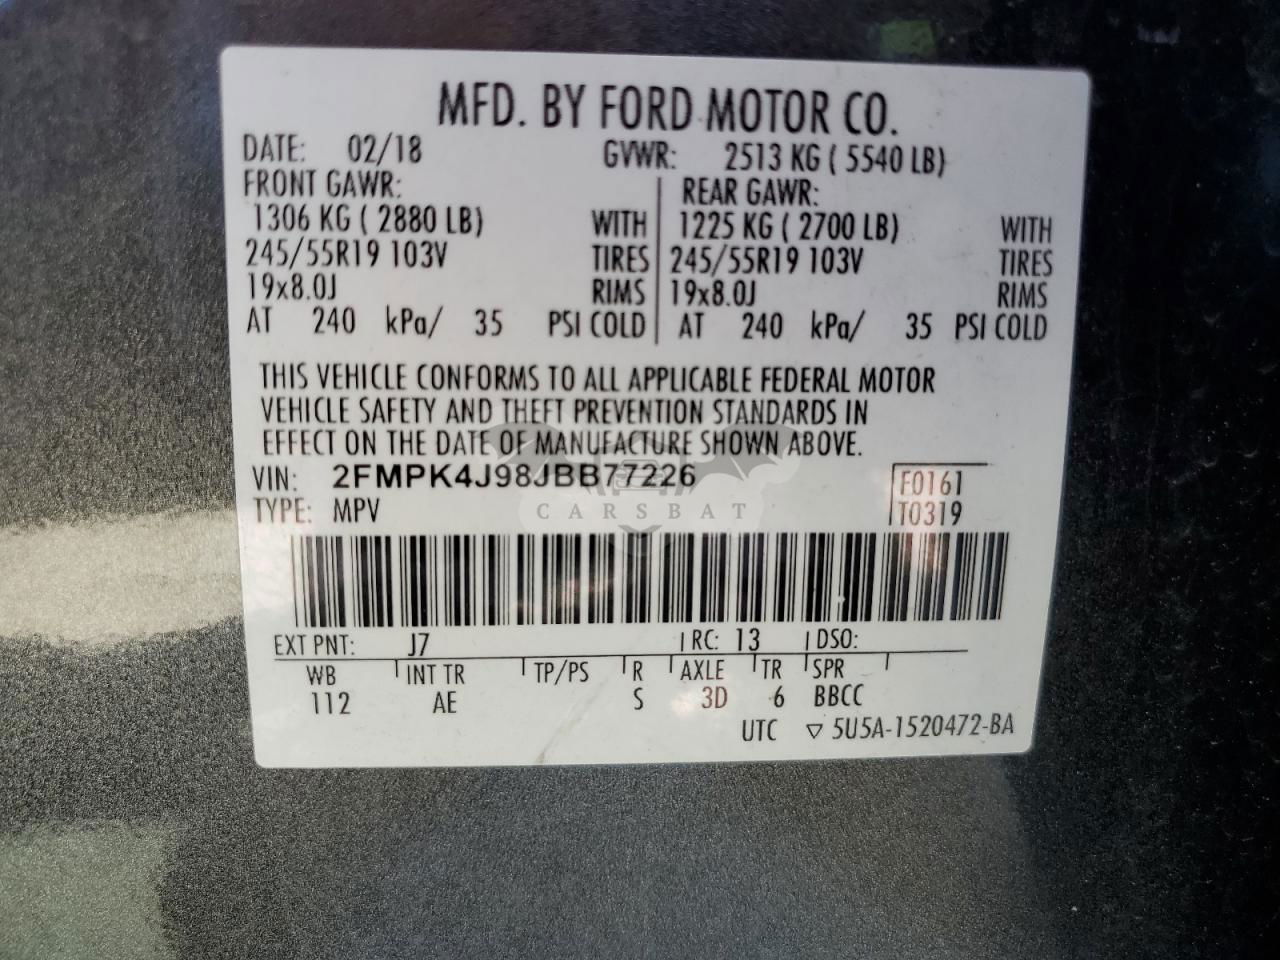 MFD. BY FORD MOTOR CO.
DATE: 02/18 GVWR: 2513 KG ( 5540 LB)
FRONT GAWR: REAR GAWR:
1306 KG ( 2880 LB) WITH 1225 KG ( 2700 LB) WITH
245/55R19 103V TIRES 245/55R19 103V TIRES
19x8.0J RIMS 19x8.0J RIMS
AT 240 kPa/ 35 PSI COLD AT 240 kPa/ 35 PSI COLD
THIS VEHICLE CONFORMS TO ALL APPLICABLE FEDERAL MOTOR
VEHICLE SAFETY AND THEFT PREVENTION STANDARDS IN
EFFECT ON THE DATE OF MANUFACTURE SHOWN ABOVE.
VIN: 2FMPK4J98JBB77226 F0161
TYPE: MPV T0319
CARSBAT
EXT PNT: J7 RC: 13 DSO:
WB INT TR TP/PS R AXLE TR SPR
112 AE S 3D 6 BBCC
UTC ▽ 5U5A-1520472-BA